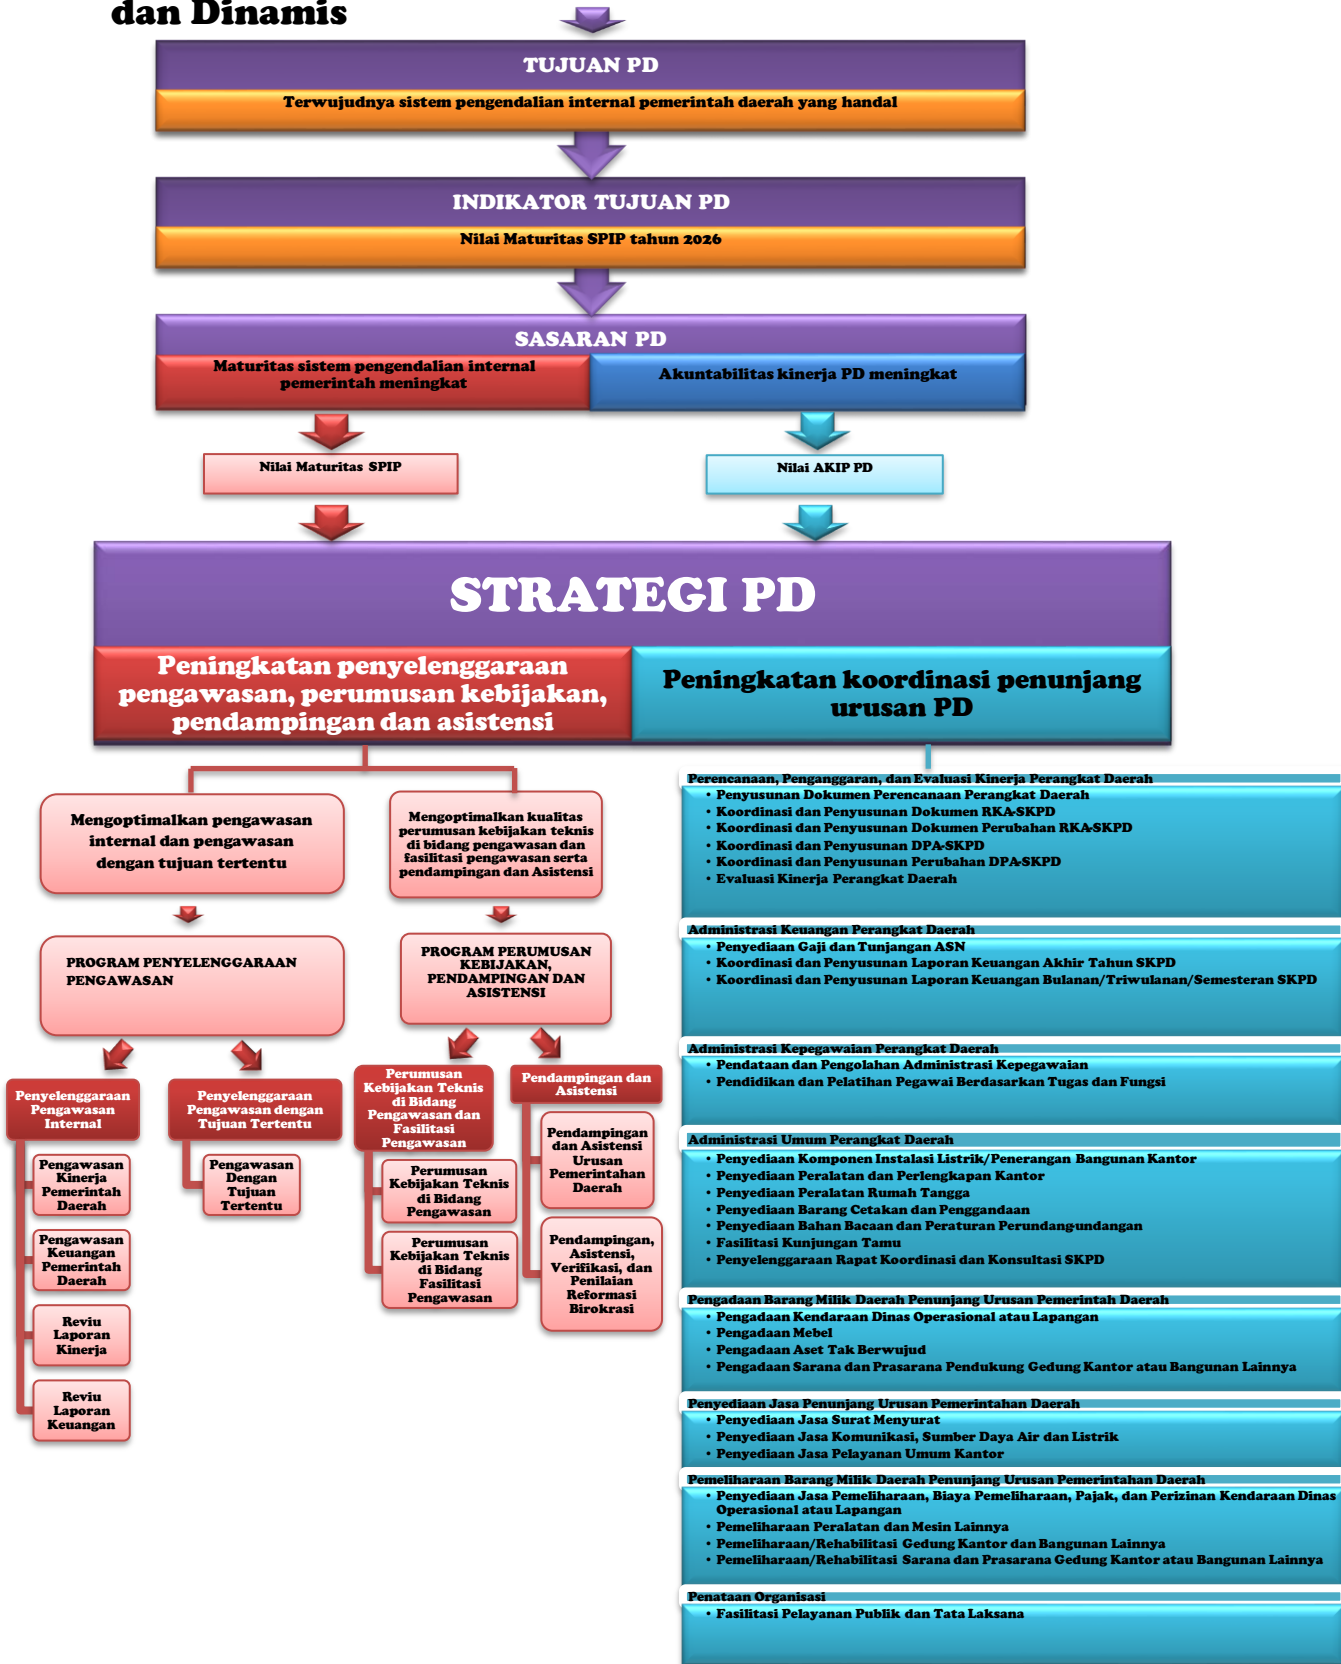 dan Dinamis
TUJUAN PD
Terwujudnya sistem pengendalian internal pemerintah daerah yang handal
INDIKATOR TUJUAN PD
Nilai Maturitas SPIP tahun 2026
SASARAN PD
Maturitas sistem pengendalian internal
pemerintah meningkat
Akuntabilitas kinerja PD meningkat
Nilai Maturitas SPIP
Nilai AKIP PD
STRATEGI PD
Peningkatan penyelenggaraan
pengawasan, perumusan kebijakan,
pendampingan dan asistensi
Peningkatan koordinasi penunjang
urusan PD
Mengoptimalkan pengawasan
internal dan pengawasan
dengan tujuan tertentu
Mengoptimalkan kualitas
perumusan kebijakan teknis
di bidang pengawasan dan
fasilitasi pengawasan serta
pendampingan dan Asistensi
PROGRAM PENYELENGGARAAN
PENGAWASAN
PROGRAM PERUMUSAN
KEBIJAKAN,
PENDAMPINGAN DAN
ASISTENSI
Penyelenggaraan
Pengawasan
Internal
Pengawasan
Kinerja
Pemerintah
Daerah
Pengawasan
Keuangan
Pemerintah
Daerah
Reviu
Laporan
Kinerja
Reviu
Laporan
Keuangan
Penyelenggaraan
Pengawasan dengan
Tujuan Tertentu
Pengawasan
Dengan
Tujuan
Tertentu
Perumusan
Kebijakan Teknis
di Bidang
Pengawasan dan
Fasilitasi
Pengawasan
Perumusan
Kebijakan Teknis
di Bidang
Pengawasan
Perumusan
Kebijakan Teknis
di Bidang
Fasilitasi
Pengawasan
Pendampingan dan
Asistensi
Pendampingan
dan Asistensi
Urusan
Pemerintahan
Daerah
Pendampingan,
Asistensi,
Verifikasi, dan
Penilaian
Reformasi
Birokrasi
Perencanaan, Penganggaran, dan Evaluasi Kinerja Perangkat Daerah
• Penyusunan Dokumen Perencanaan Perangkat Daerah
• Koordinasi dan Penyusunan Dokumen RKA-SKPD
• Koordinasi dan Penyusunan Dokumen Perubahan RKA-SKPD
• Koordinasi dan Penyusunan DPA-SKPD
• Koordinasi dan Penyusunan Perubahan DPA-SKPD
• Evaluasi Kinerja Perangkat Daerah
Administrasi Keuangan Perangkat Daerah
• Penyediaan Gaji dan Tunjangan ASN
• Koordinasi dan Penyusunan Laporan Keuangan Akhir Tahun SKPD
• Koordinasi dan Penyusunan Laporan Keuangan Bulanan/Triwulanan/Semesteran SKPD
Administrasi Kepegawaian Perangkat Daerah
• Pendataan dan Pengolahan Administrasi Kepegawaian
• Pendidikan dan Pelatihan Pegawai Berdasarkan Tugas dan Fungsi
Administrasi Umum Perangkat Daerah
• Penyediaan Komponen Instalasi Listrik/Penerangan Bangunan Kantor
• Penyediaan Peralatan dan Perlengkapan Kantor
• Penyediaan Peralatan Rumah Tangga
• Penyediaan Barang Cetakan dan Penggandaan
• Penyediaan Bahan Bacaan dan Peraturan Perundang-undangan
• Fasilitasi Kunjungan Tamu
• Penyelenggaraan Rapat Koordinasi dan Konsultasi SKPD
Pengadaan Barang Milik Daerah Penunjang Urusan Pemerintah Daerah
• Pengadaan Kendaraan Dinas Operasional atau Lapangan
• Pengadaan Mebel
• Pengadaan Aset Tak Berwujud
• Pengadaan Sarana dan Prasarana Pendukung Gedung Kantor atau Bangunan Lainnya
Penyediaan Jasa Penunjang Urusan Pemerintahan Daerah
• Penyediaan Jasa Surat Menyurat
• Penyediaan Jasa Komunikasi, Sumber Daya Air dan Listrik
• Penyediaan Jasa Pelayanan Umum Kantor
Pemeliharaan Barang Milik Daerah Penunjang Urusan Pemerintahan Daerah
• Penyediaan Jasa Pemeliharaan, Biaya Pemeliharaan, Pajak, dan Perizinan Kendaraan Dinas
Operasional atau Lapangan
• Pemeliharaan Peralatan dan Mesin Lainnya
• Pemeliharaan/Rehabilitasi Gedung Kantor dan Bangunan Lainnya
• Pemeliharaan/Rehabilitasi Sarana dan Prasarana Gedung Kantor atau Bangunan Lainnya
Penataan Organisasi
• Fasilitasi Pelayanan Publik dan Tata Laksana